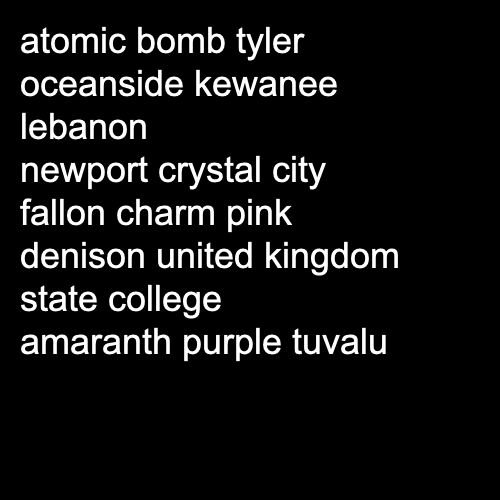 atomic bomb tyler
oceanside kewanee
lebanon
newport crystal city
fallon charm pink
denison united kingdom
state college
amaranth purple tuvalu